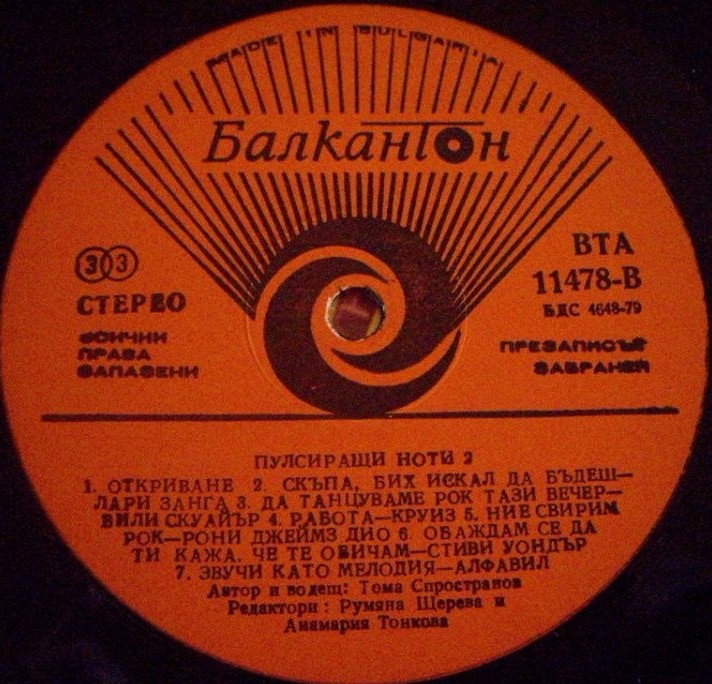 MADE IN BULGARIA
Балкантон
33
СТЕРЕО
ВСИЧКИ
ПРАВА
ЗАПАЗЕНИ
ВТА
11478-В
БДС 4648-79
ПРЕЗАПИСЪТ
ЗАБРАНЕН
ПУЛСИРАЩИ НОТИ 2
1. ОТКРИВАНЕ 2. СКЪПА, БИХ ИСКАЛ ДА БЪДЕШ—
ЛАРИ ЗАНГА 3. ДА ТАНЦУВАМЕ РОК ТАЗИ ВЕЧЕР—
БИЛИ СКУАЙЪР 4. РАБОТА—КРУИЗ 5. НИЕ СВИРИМ
РОК—РОНИ ДЖЕЙМЗ ДИО 6. ОБАЖДАМ СЕ ДА
ТИ КАЖА, ЧЕ ТЕ ОБИЧАМ—СТИВИ УОНДЪР
7. ЗВУЧИ КАТО МЕЛОДИЯ—АЛФАВИЛ
Автор и водещ: Тома Спространов
Редактори: Румяна Щерева и
Анамария Тонкова